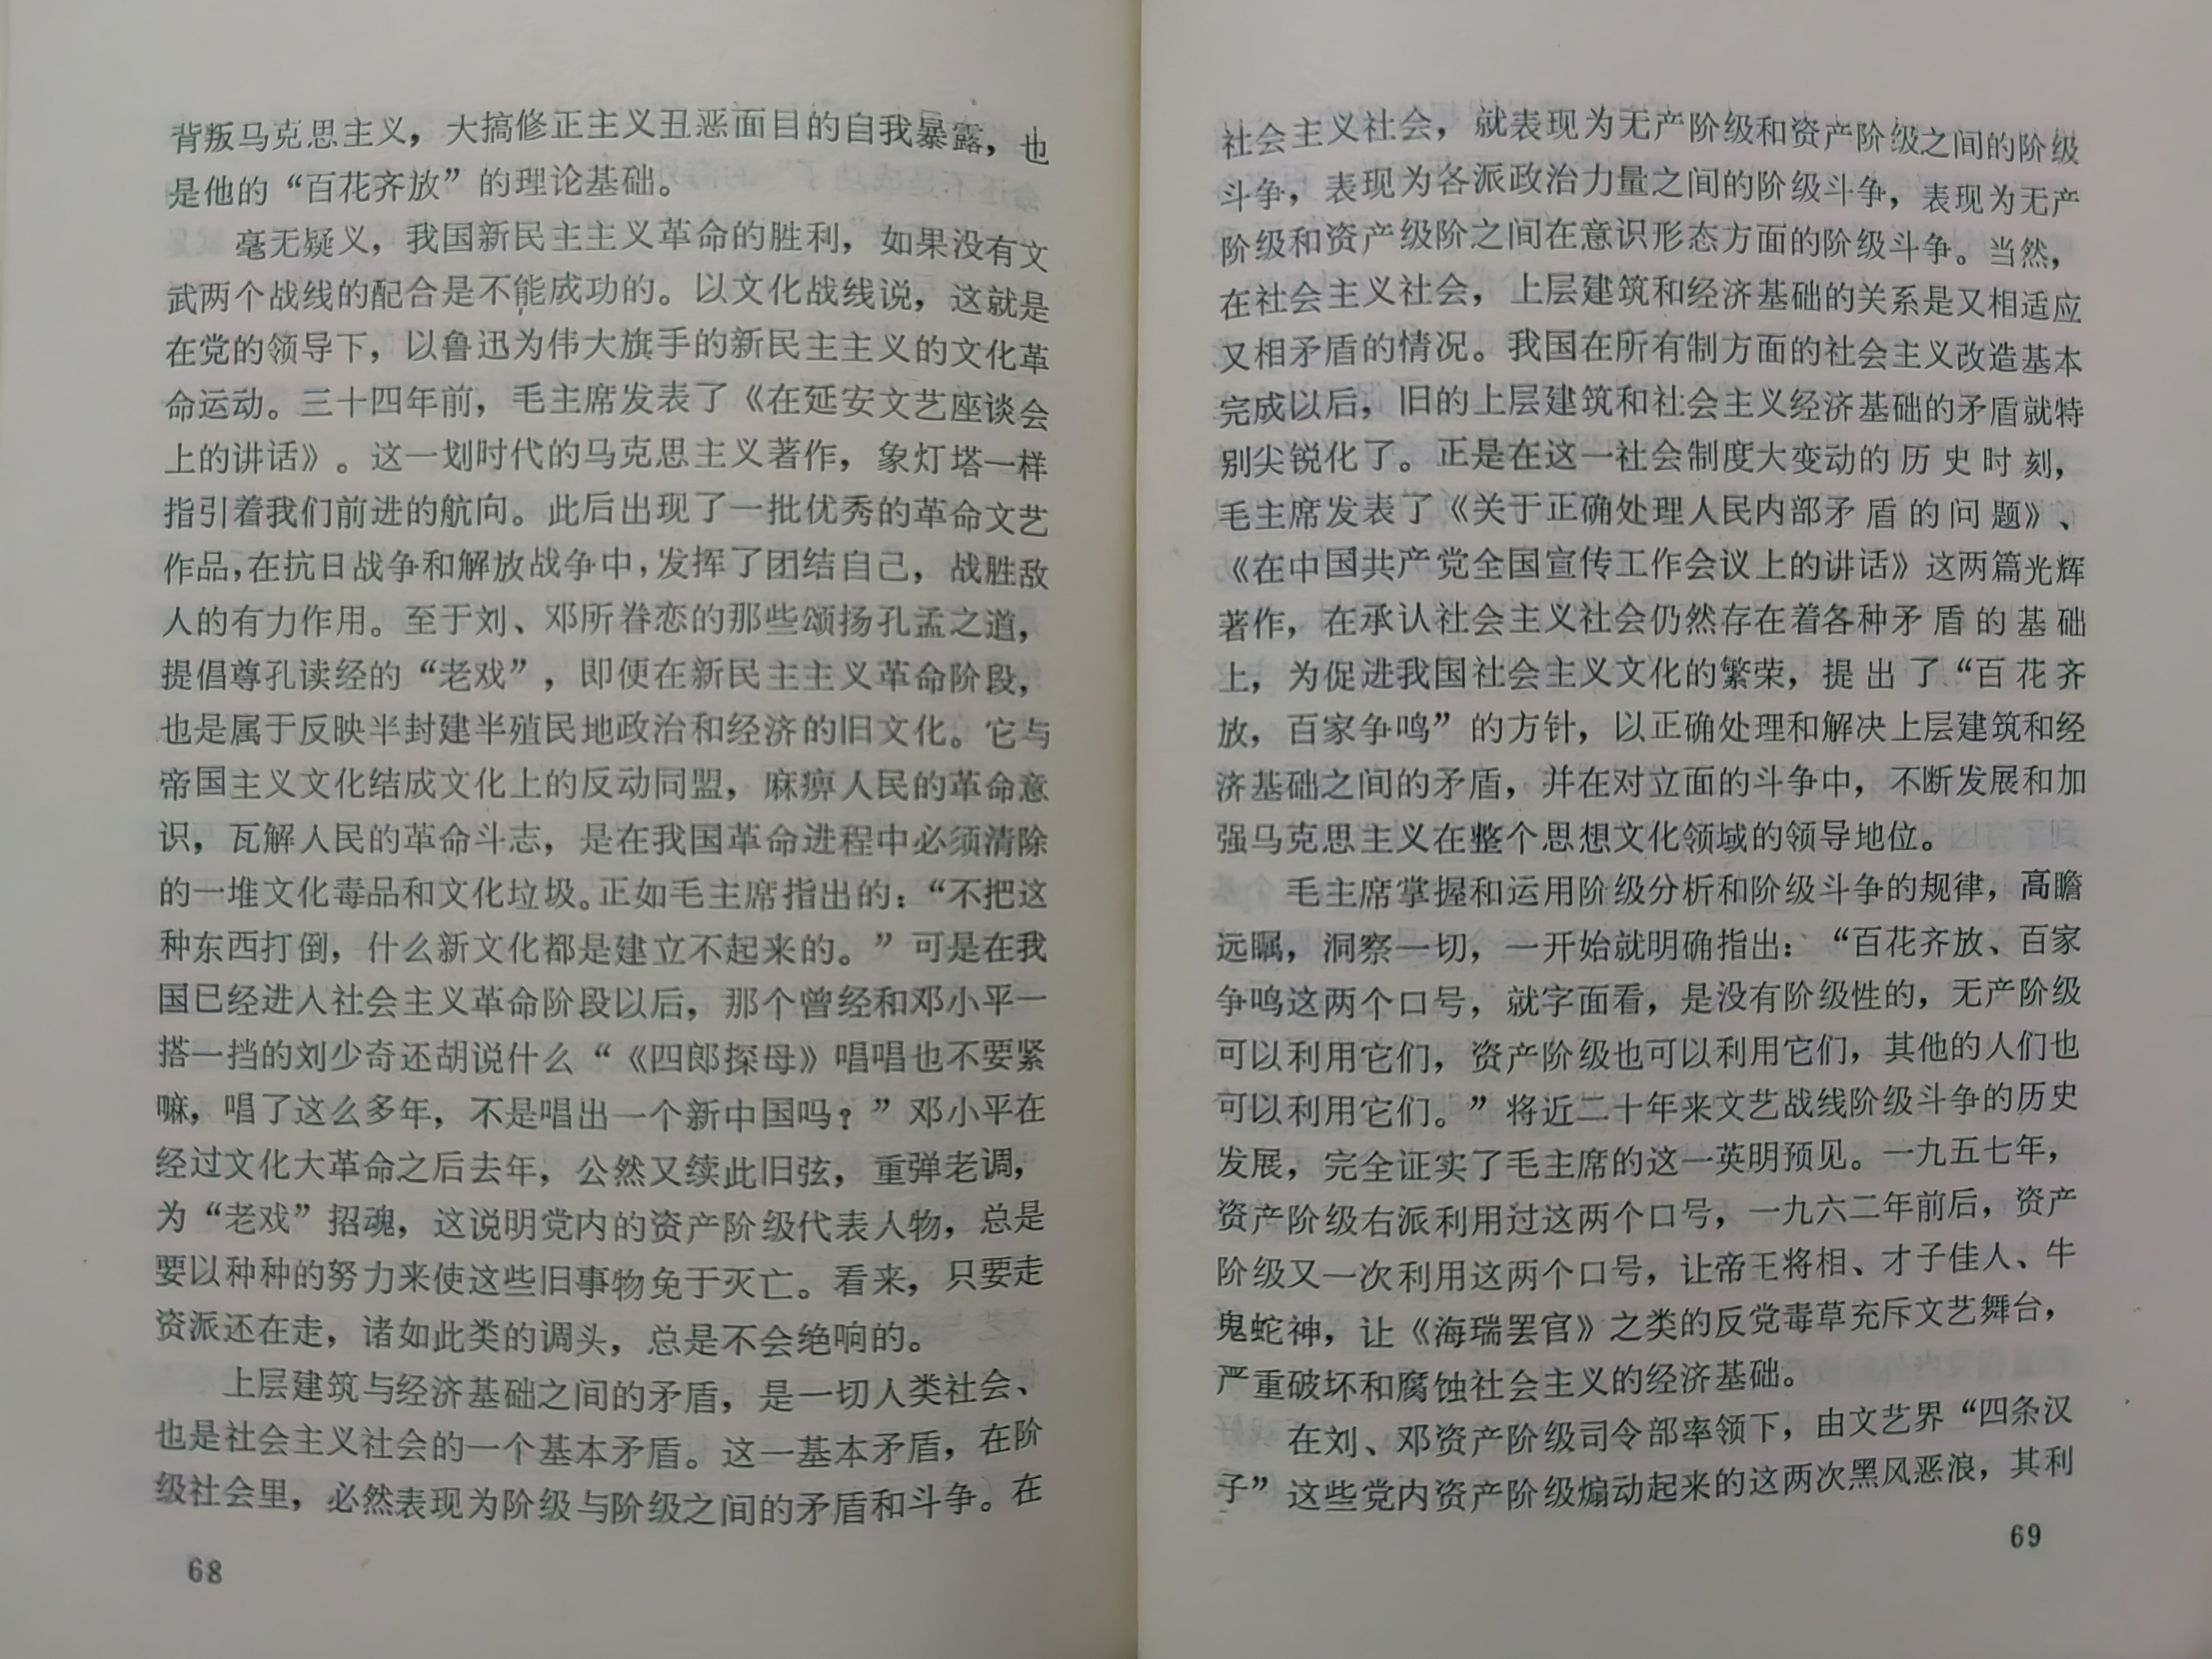 背叛马克思主义，大搞修正主义丑恶面目的自我暴露，也
是他的“百花齐放”的理论基础。
毫无疑义，我国新民主主义革命的胜利，如果没有文
武两个战线的配合是不能成功的。以文化战线说，这就是
在党的领导下，以鲁迅为伟大旗手的新民主主义的文化革
命运动。三十四年前，毛主席发表了《在延安文艺座谈会
上的讲话》。这一划时代的马克思主义著作，象灯塔一样
指引着我们前进的航向。此后出现了一批优秀的革命文艺
作品，在抗日战争和解放战争中，发挥了团结自己，战胜敌
人的有力作用。至于刘、邓所眷恋的那些颂扬孔孟之道，
提倡尊孔读经的“老戏”，即便在新民主主义革命阶段，
也是属于反映半封建半殖民地政治和经济的旧文化。它与
帝国主义文化结成文化上的反动同盟，麻痹人民的革命意
识，瓦解人民的革命斗志，是在我国革命进程中必须清除
的一堆文化毒品和文化垃圾。正如毛主席指出的：“不把这
种东西打倒，什么新文化都是建立不起来的。”可是在我
国已经进入社会主义革命阶段以后，那个曾经和邓小平一
搭一挡的刘少奇还胡说什么“《四郎探母》唱唱也不要紧
嘛，唱了这么多年，不是唱出一个新中国吗？”邓小平在
经过文化大革命之后去年，公然又续此旧弦，重弹老调，
为“老戏”招魂，这说明党内的资产阶级代表人物，总是
要以种种的努力来使这些旧事物免于灭亡。看来，只要走
资派还在走，诸如此类的调头，总是不会绝响的。
上层建筑与经济基础之间的矛盾，是一切人类社会、
也是社会主义社会的一个基本矛盾。这一基本矛盾，在阶
级社会里，必然表现为阶级与阶级之间的矛盾和斗争。在
68
社会主义社会，就表现为无产阶级和资产阶级之间的阶级
斗争，表现为各派政治力量之间的阶级斗争，表现为无产
阶级和资产级阶之间在意识形态方面的阶级斗争。当然，
在社会主义社会，上层建筑和经济基础的关系是又相适应
又相矛盾的情况。我国在所有制方面的社会主义改造基本
完成以后，旧的上层建筑和社会主义经济基础的矛盾就特
别尖锐化了。正是在这一社会制度大变动的历史时刻，
毛主席发表了《关于正确处理人民内部矛盾的问题》、
《在中国共产党全国宣传工作会议上的讲话》这两篇光辉
著作，在承认社会主义社会仍然存在着各种矛盾的基础
上，为促进我国社会主义文化的繁荣，提出了“百花齐
放，百家争鸣”的方针，以正确处理和解决上层建筑和经
济基础之间的矛盾，并在对立面的斗争中，不断发展和加
强马克思主义在整个思想文化领域的领导地位。
毛主席掌握和运用阶级分析和阶级斗争的规律，高瞻
远瞩，洞察一切，一开始就明确指出：“百花齐放、百家
争鸣这两个口号，就字面看，是没有阶级性的，无产阶级
可以利用它们，资产阶级也可以利用它们，其他的人们也
可以利用它们。”将近二十年来文艺战线阶级斗争的历史
发展，完全证实了毛主席的这一英明预见。一九五七年，
资产阶级右派利用过这两个口号，一九六二年前后，资产
阶级又一次利用这两个口号，让帝王将相、才子佳人、牛
鬼蛇神，让《海瑞罢官》之类的反党毒草充斥文艺舞台，
严重破坏和腐蚀社会主义的经济基础。
在刘、邓资产阶级司令部率领下，由文艺界“四条汉
子”这些党内资产阶级煽动起来的这两次黑风恶浪，其利
69